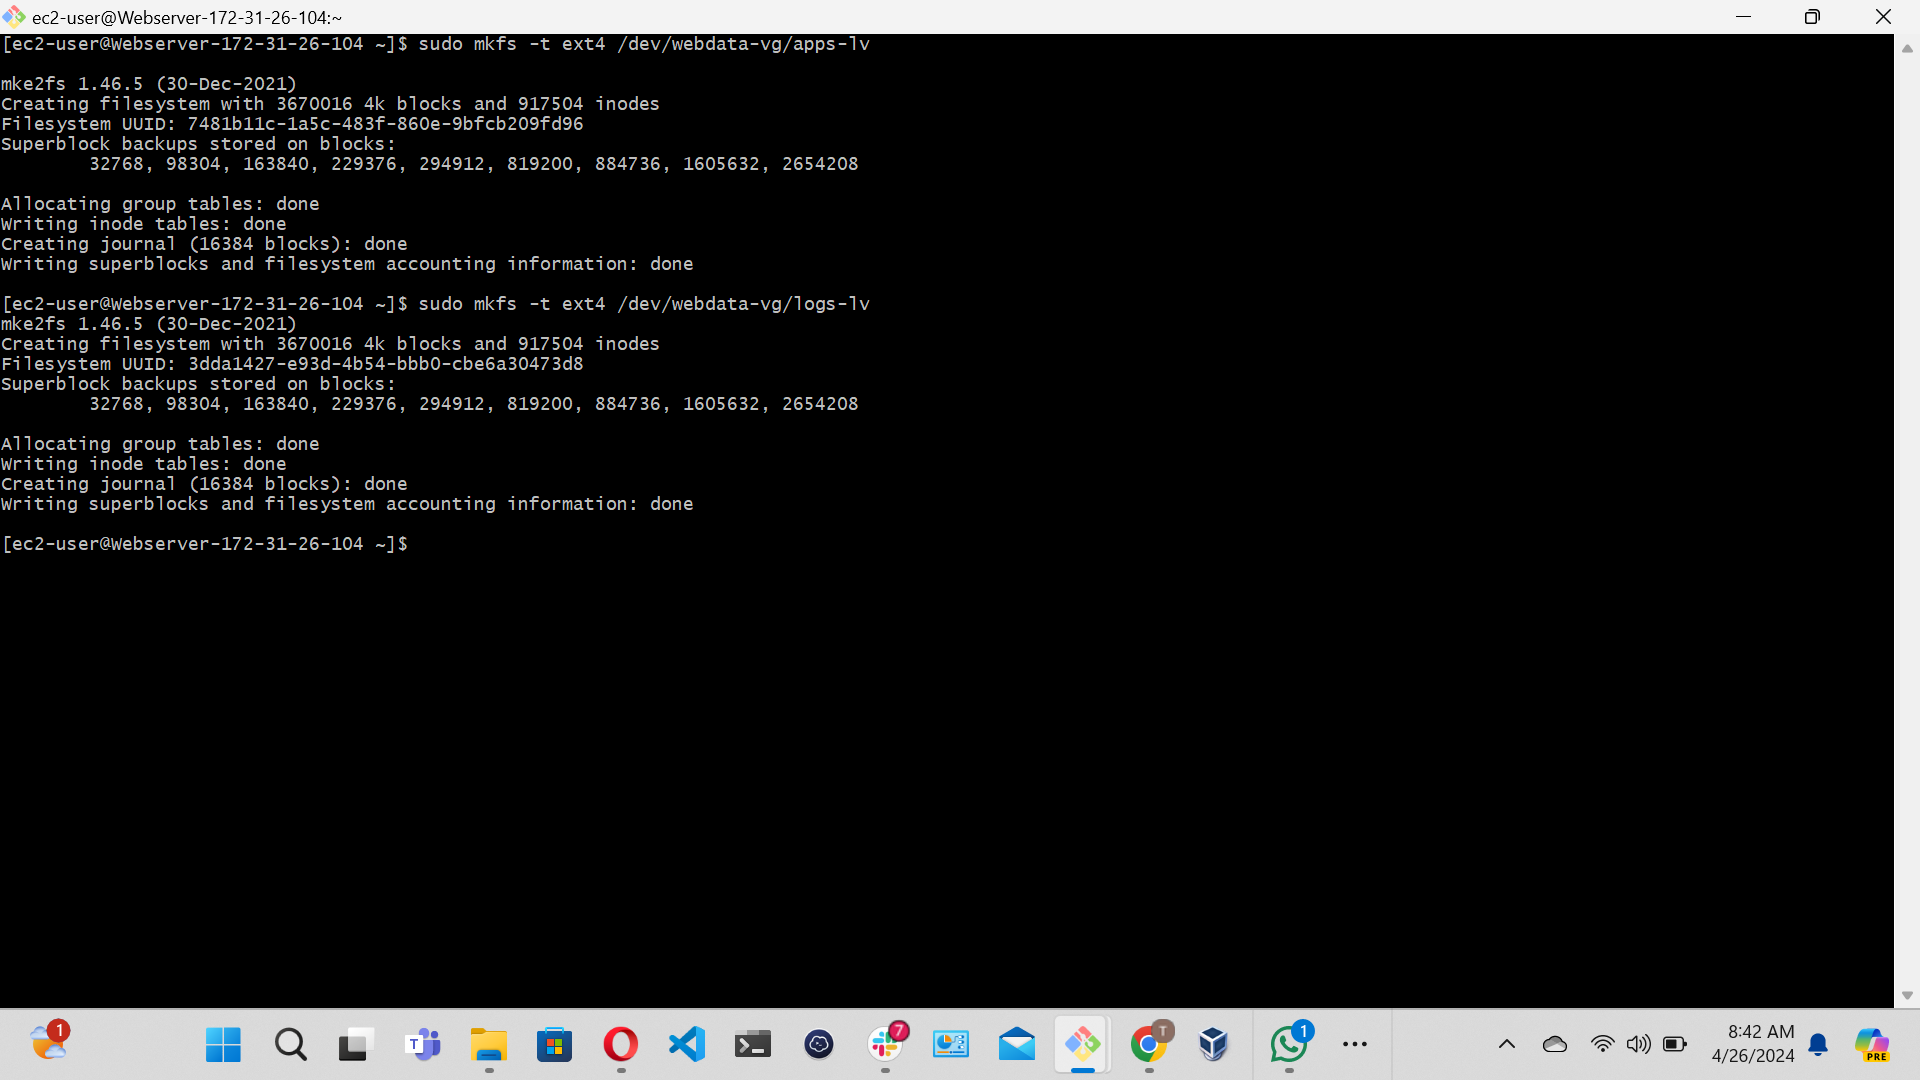 ec2-user@Webserver-172-31-26-104:~
[ec2-user@Webserver-172-31-26-104 ~]$ sudo mkfs -t ext4 /dev/webdata-vg/apps-lv
mke2fs 1.46.5 (30-Dec-2021)
Creating filesystem with 3670016 4k blocks and 917504 inodes
Filesystem UUID: 7481b11c-1a5c-483f-860e-9bfcb209fd96
Superblock backups stored on blocks:
32768, 98304, 163840, 229376, 294912, 819200, 884736, 1605632, 2654208
Allocating group tables: done
Writing inode tables: done
Creating journal (16384 blocks): done
Writing superblocks and filesystem accounting information: done
[ec2-user@Webserver-172-31-26-104 ~]$ sudo mkfs -t ext4 /dev/webdata-vg/logs-lv
mke2fs 1.46.5 (30-Dec-2021)
Creating filesystem with 3670016 4k blocks and 917504 inodes
Filesystem UUID: 3dda1427-e93d-4b54-bbb0-cbe6a30473d8
Superblock backups stored on blocks:
32768, 98304, 163840, 229376, 294912, 819200, 884736, 1605632, 2654208
Allocating group tables: done
Writing inode tables: done
Creating journal (16384 blocks): done
Writing superblocks and filesystem accounting information: done
[ec2-user@Webserver-172-31-26-104 ~]$
1
T
7
T
1
8:42 AM
4/26/2024
PRE